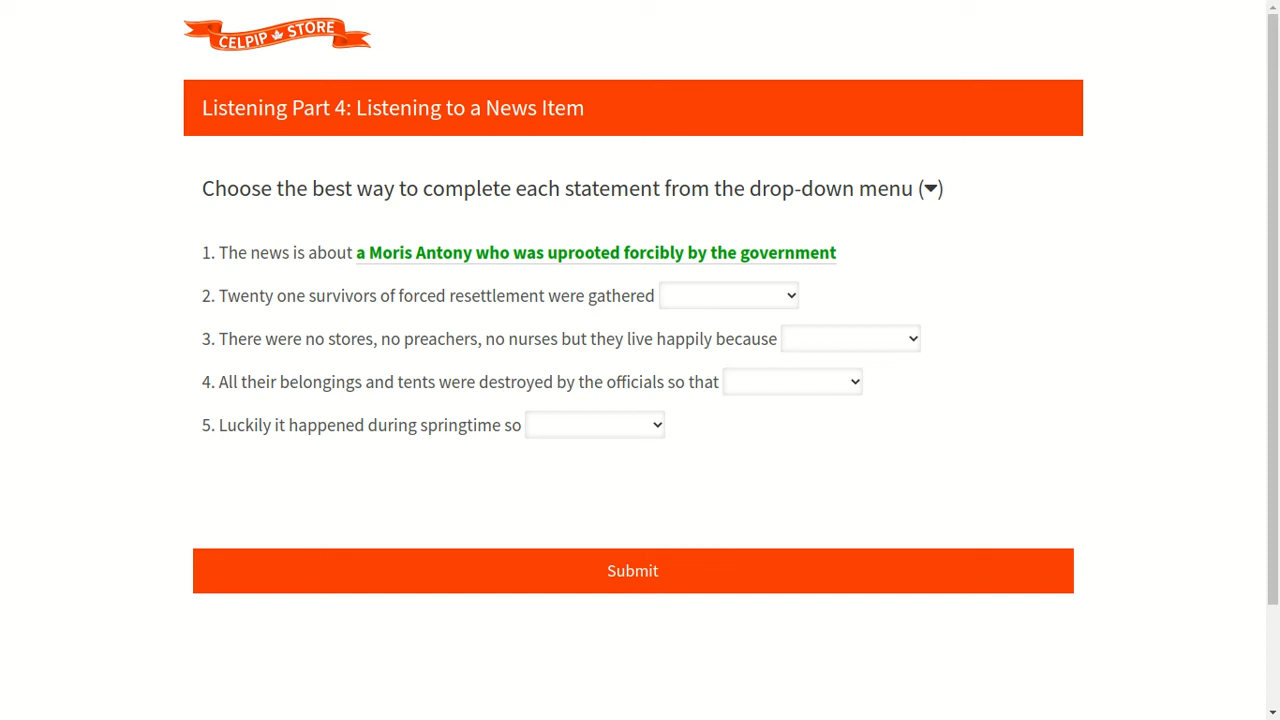 CELPIP STORE
Listening Part 4: Listening to a News Item
Choose the best way to complete each statement from the drop-down menu ( )
1. The news is about a Moris Antony who was uprooted forcibly by the government
2. Twenty one survivors of forced resettlement were gathered
3. There were no stores, no preachers, no nurses but they live happily because
4. All their belongings and tents were destroyed by the officials so that
5. Luckily it happened during springtime so
Submit